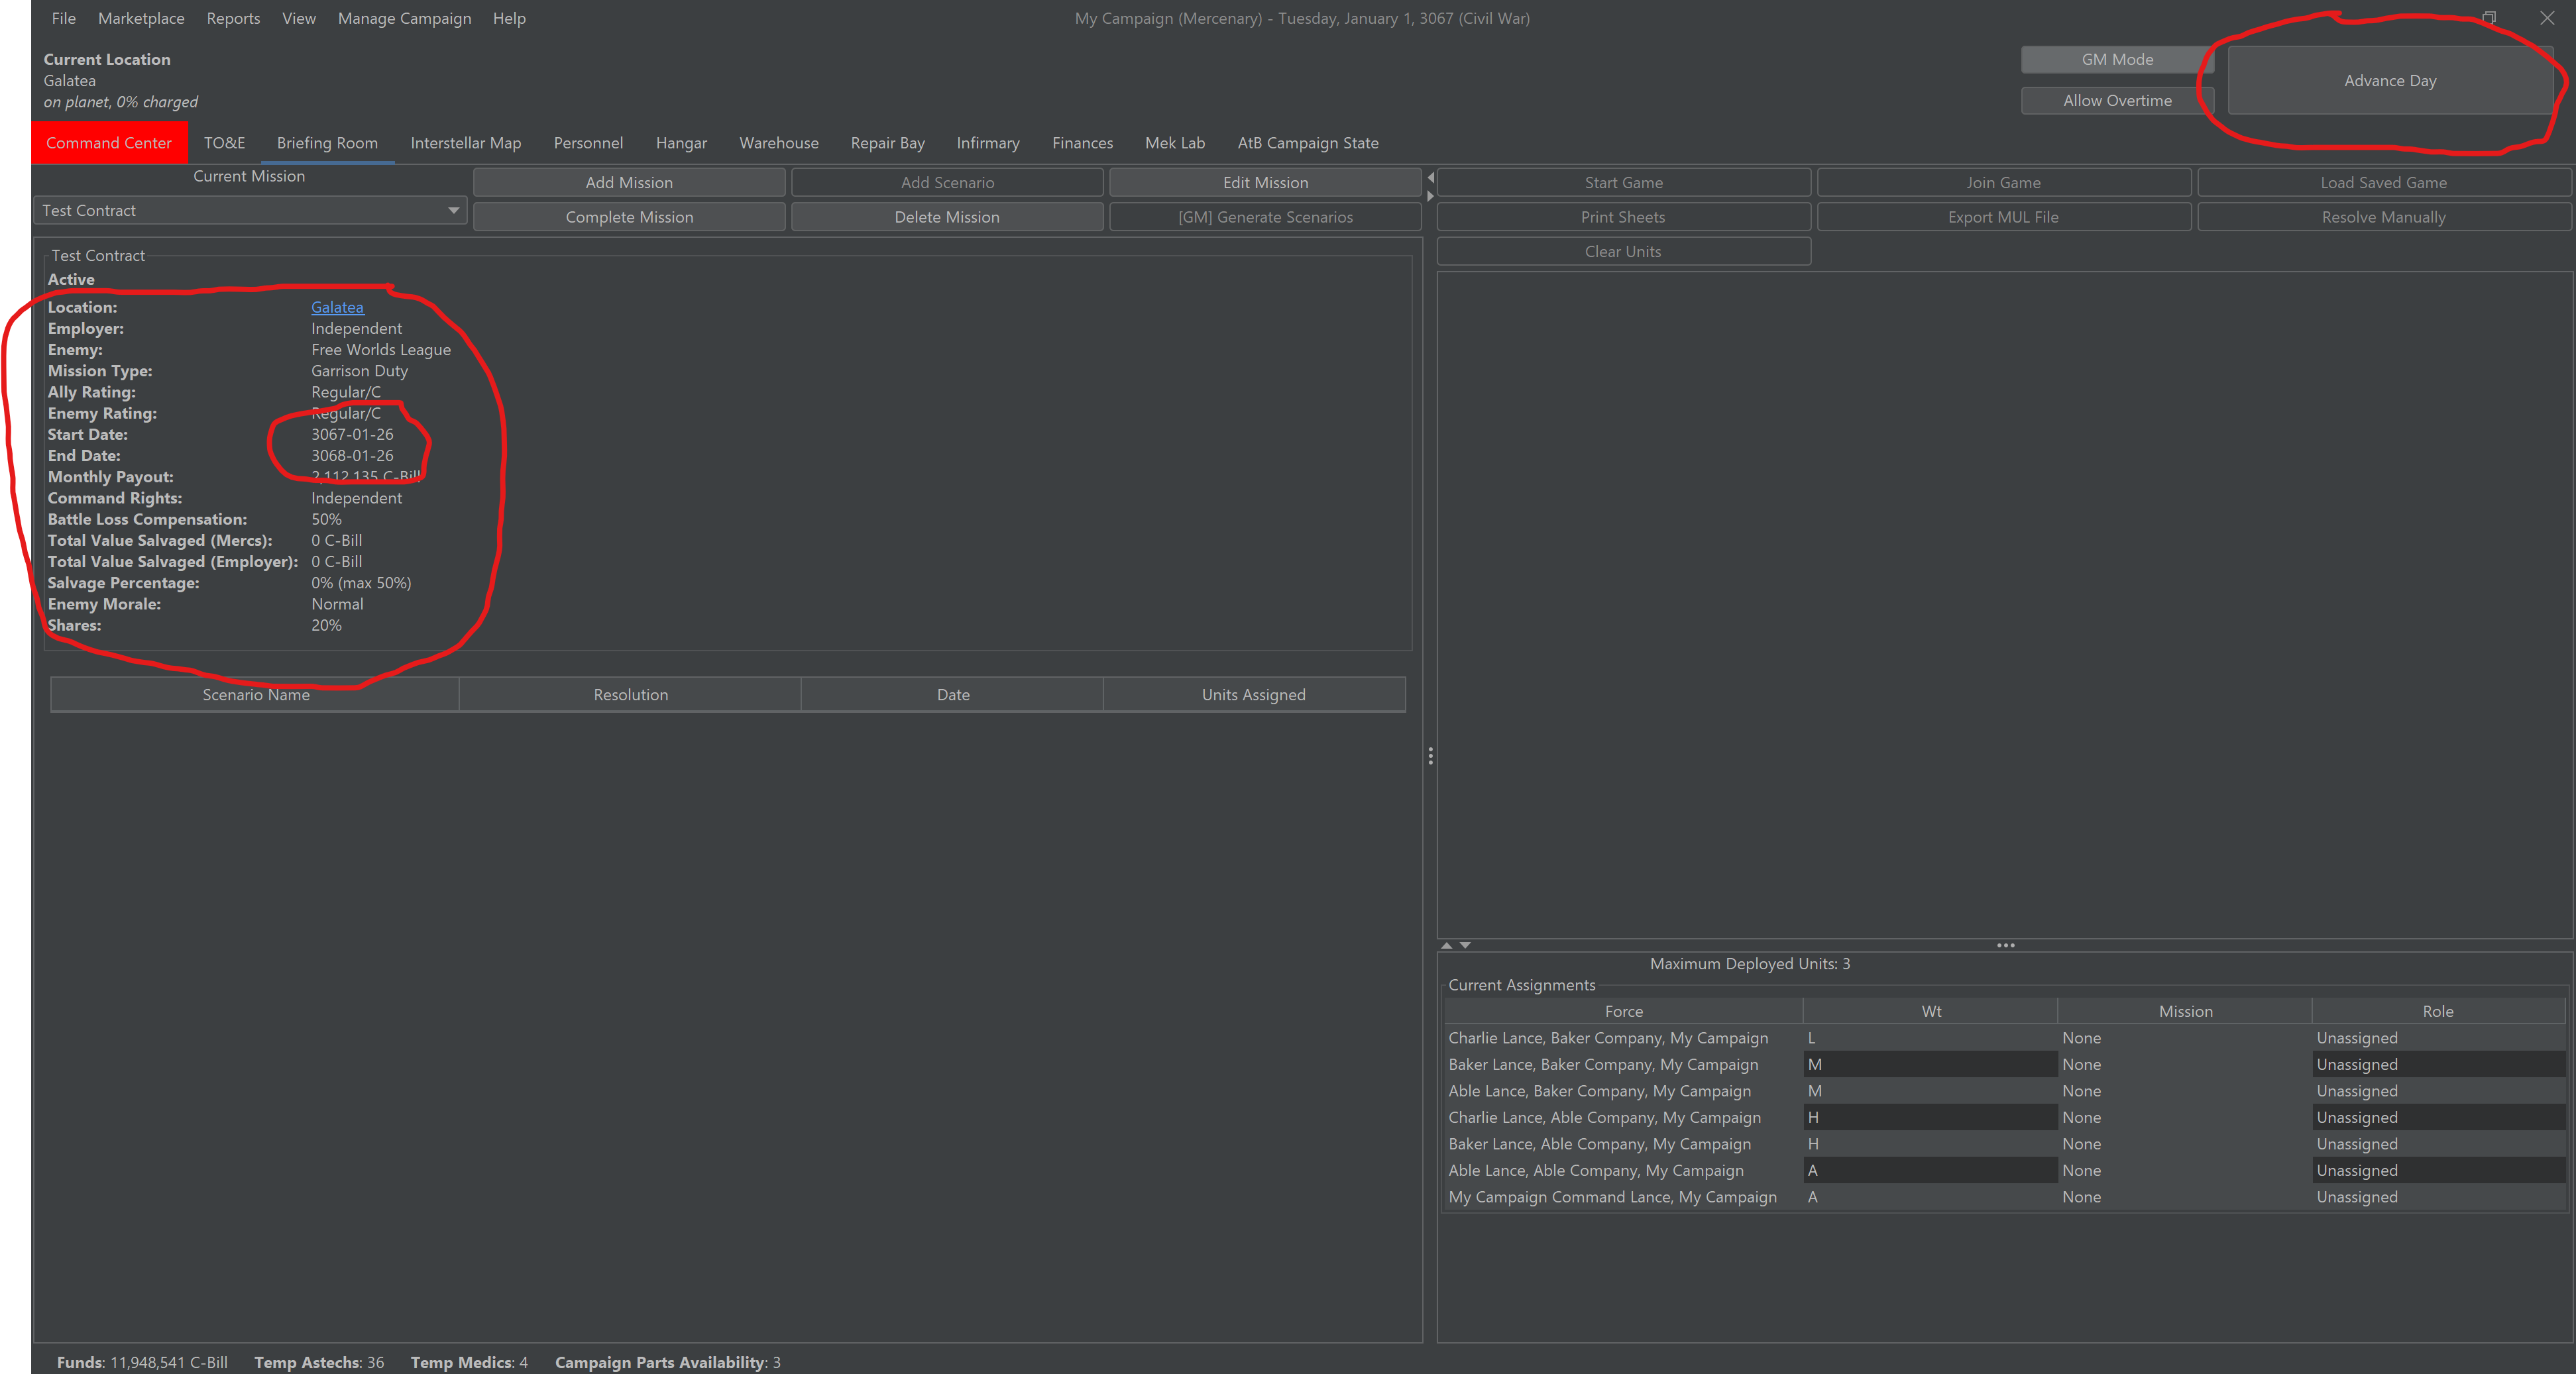 File Marketplace Reports View Manage Campaign Help
My Campaign (Mercenary) - Tuesday, January 1, 3067 (Civil War)
Current Location
Galatea
on planet, 0% charged
GM Mode
Allow Overtime
Advance Day
Command Center TO&E Briefing Room Interstellar Map Personnel Hangar Warehouse Repair Bay Infirmary Finances Mek Lab AtB Campaign State
Current Mission
Test Contract
Add Mission Add Scenario Edit Mission
Complete Mission Delete Mission [GM] Generate Scenarios
Start Game Join Game Load Saved Game
Print Sheets Export MUL File Resolve Manually
Clear Units
Test Contract
Active
Location: Galatea
Employer: Independent
Enemy: Free Worlds League
Mission Type: Garrison Duty
Ally Rating: Regular/C
Enemy Rating: Regular/C
Start Date: 3067-01-26
End Date: 3068-01-26
Monthly Payout: 2,112,135 C-Bill
Command Rights: Independent
Battle Loss Compensation: 50%
Total Value Salvaged (Mercs): 0 C-Bill
Total Value Salvaged (Employer): 0 C-Bill
Salvage Percentage: 0% (max 50%)
Enemy Morale: Normal
Shares: 20%
Scenario Name Resolution Date Units Assigned
Maximum Deployed Units: 3
Current Assignments
Force Wt Mission Role
Charlie Lance, Baker Company, My Campaign L None Unassigned
Baker Lance, Baker Company, My Campaign M None Unassigned
Able Lance, Baker Company, My Campaign M None Unassigned
Charlie Lance, Able Company, My Campaign H None Unassigned
Baker Lance, Able Company, My Campaign H None Unassigned
Able Lance, Able Company, My Campaign A None Unassigned
My Campaign Command Lance, My Campaign A None Unassigned
Funds: 11,948,541 C-Bill Temp Astechs: 36 Temp Medics: 4 Campaign Parts Availability: 3